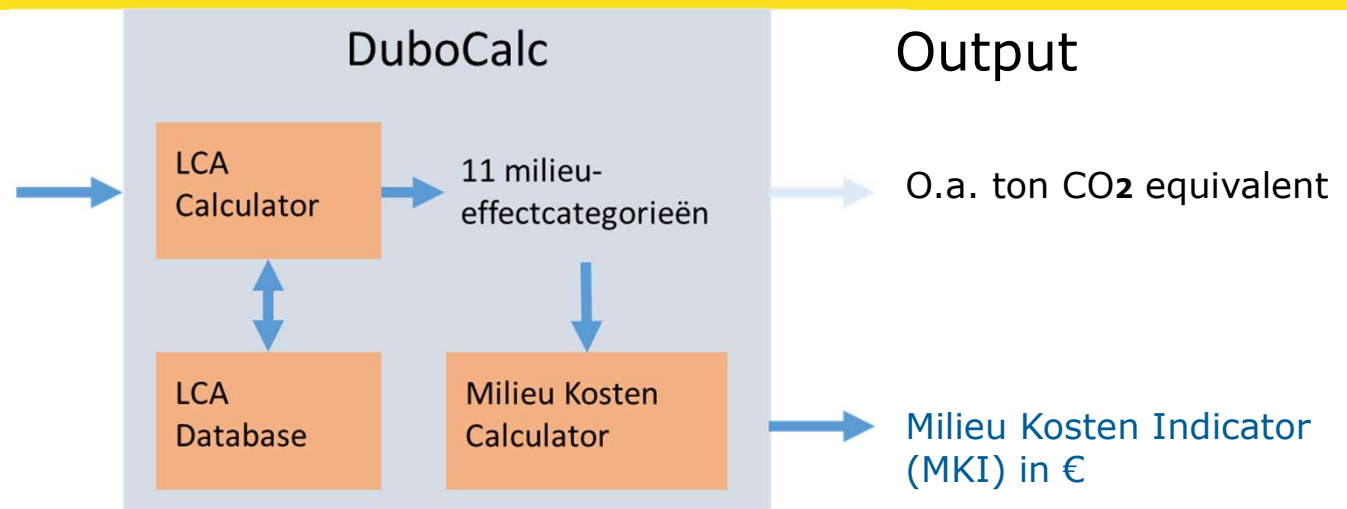 DuboCalc
Output
LCA
Calculator
11 milieu-
effectcategorieën
O.a. ton CO2 equivalent
LCA
Database
Milieu Kosten
Calculator
Milieu Kosten Indicator
(MKI) in €